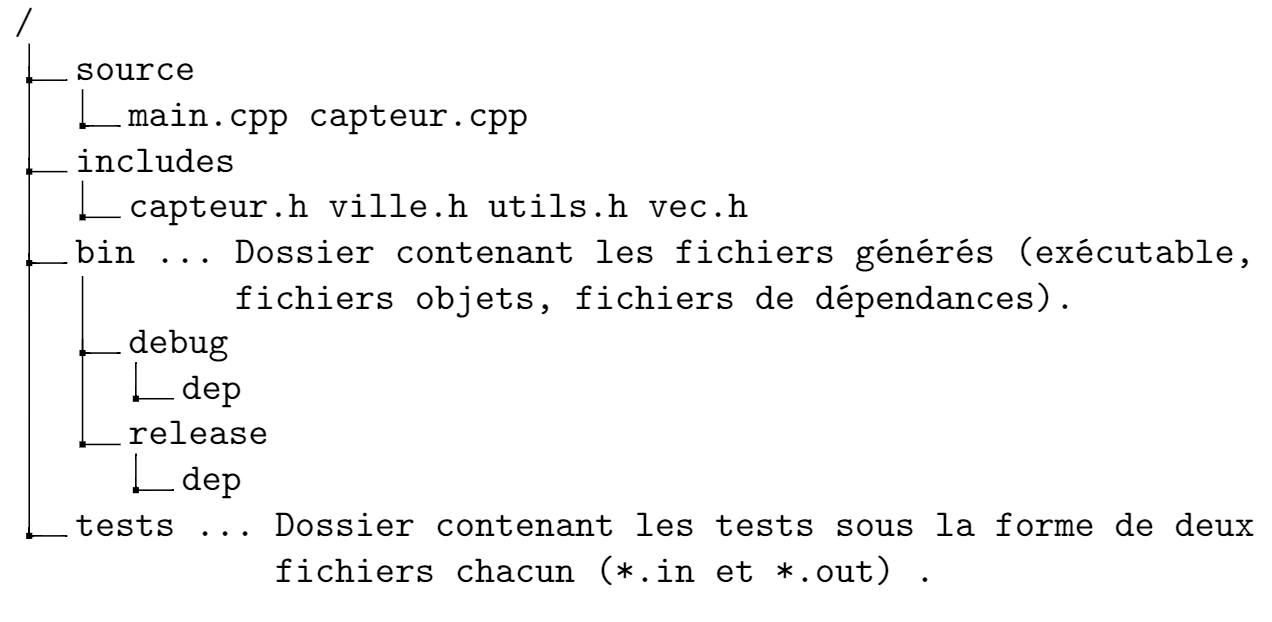 /
source
main.cpp capteur.cpp
includes
capteur.h ville.h utils.h vec.h
bin ... Dossier contenant les fichiers générés (exécutable,
fichiers objets, fichiers de dépendances).
debug
dep
release
dep
tests ... Dossier contenant les tests sous la forme de deux
fichiers chacun (*.in et *.out) .